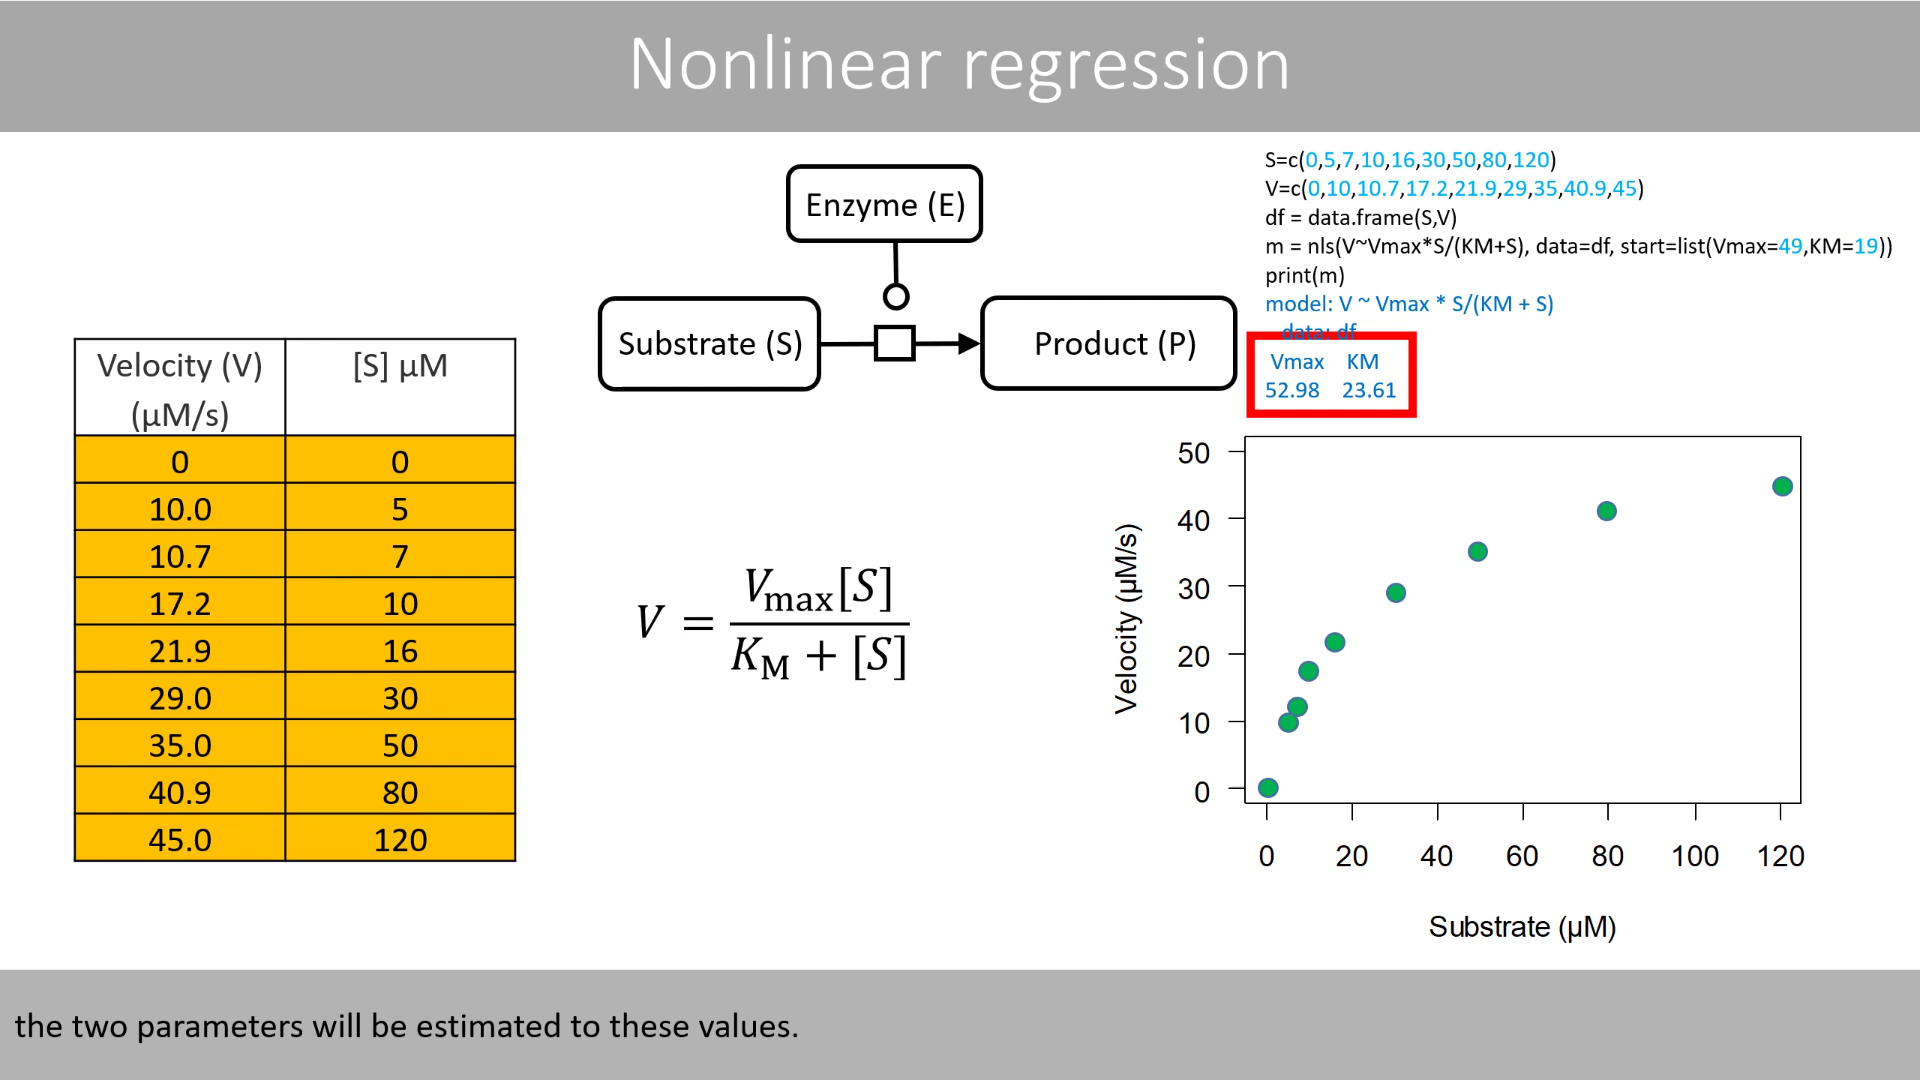 Nonlinear regression
Enzyme (E)
Substrate (S)
Product (P)
S=c(0,5,7,10,16,30,50,80,120)
V=c(0,10,10.7,17.2,21.9,29,35,40.9,45)
df = data.frame(S,V)
m = nls(V~Vmax*S/(KM+S), data=df, start=list(Vmax=49,KM=19))
print(m)
model: V ~ Vmax * S/(KM + S)
data: df
Vmax KM
52.98 23.61
Velocity (V) (µM/s) [S] µM
0 0
10.0 5
10.7 7
17.2 10
21.9 16
29.0 30
35.0 50
40.9 80
45.0 120
V = Vmax[S] / KM + [S]
Velocity (µM/s)
50
40
30
20
10
0
0 20 40 60 80 100 120
Substrate (µM)
the two parameters will be estimated to these values.